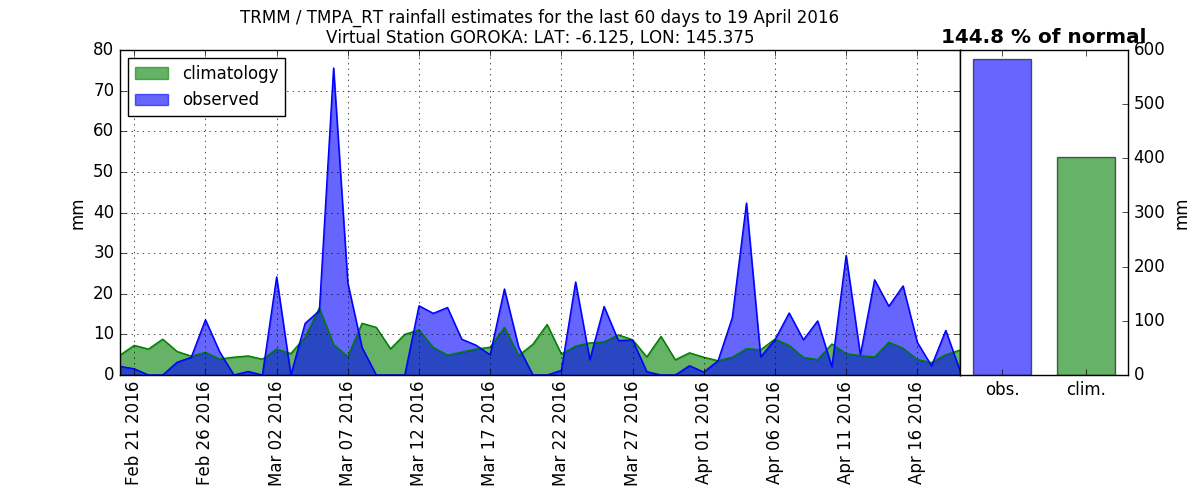 TRMM / TMPA_RT rainfall estimates for the last 60 days to 19 April 2016
Virtual Station GOROKA: LAT: -6.125, LON: 145.375
144.8 % of normal
climatology
observed
80
70
60
50
40
30
20
10
0
mm
Feb 21 2016
Feb 26 2016
Mar 02 2016
Mar 07 2016
Mar 12 2016
Mar 17 2016
Mar 22 2016
Mar 27 2016
Apr 01 2016
Apr 06 2016
Apr 11 2016
Apr 16 2016
obs.
clim.
600
500
400
300
200
100
0
mm